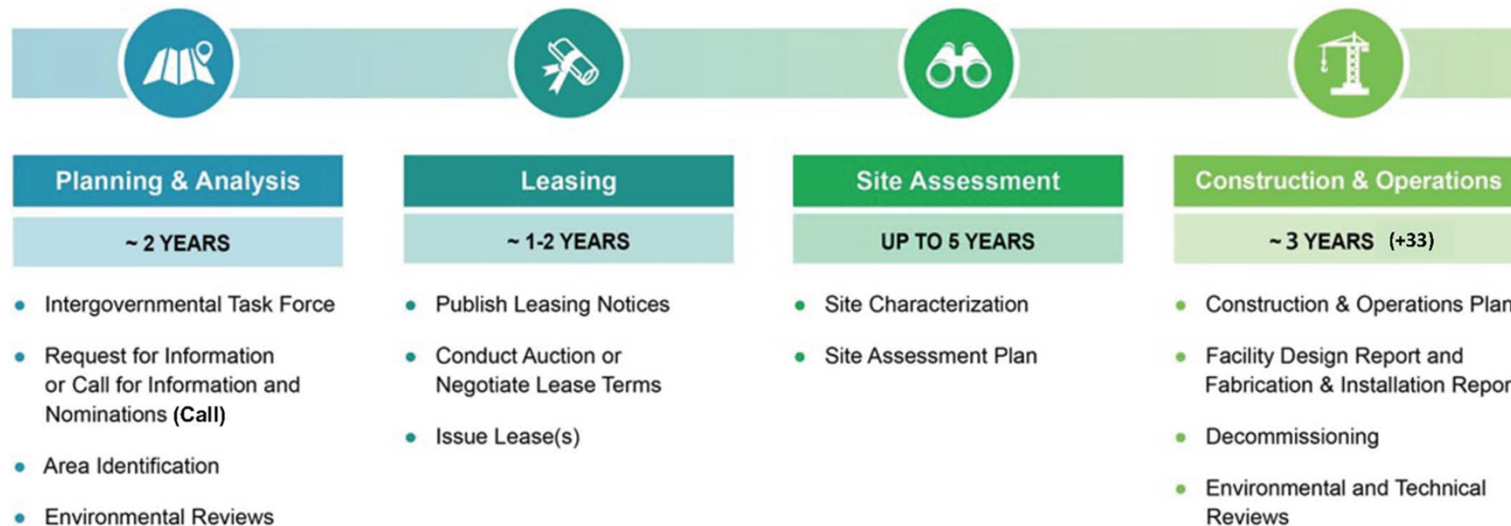 Planning & Analysis
~ 2 YEARS
Intergovernmental Task Force
Request for Information
or Call for Information and
Nominations (Call)
Area Identification
Environmental Reviews
Leasing
~ 1-2 YEARS
Publish Leasing Notices
Conduct Auction or
Negotiate Lease Terms
Issue Lease(s)
Site Assessment
UP TO 5 YEARS
Site Characterization
Site Assessment Plan
Construction & Operations
~ 3 YEARS (+33)
Construction & Operations Plan
Facility Design Report and
Fabrication & Installation Repor
Decommissioning
Environmental and Technical
Reviews